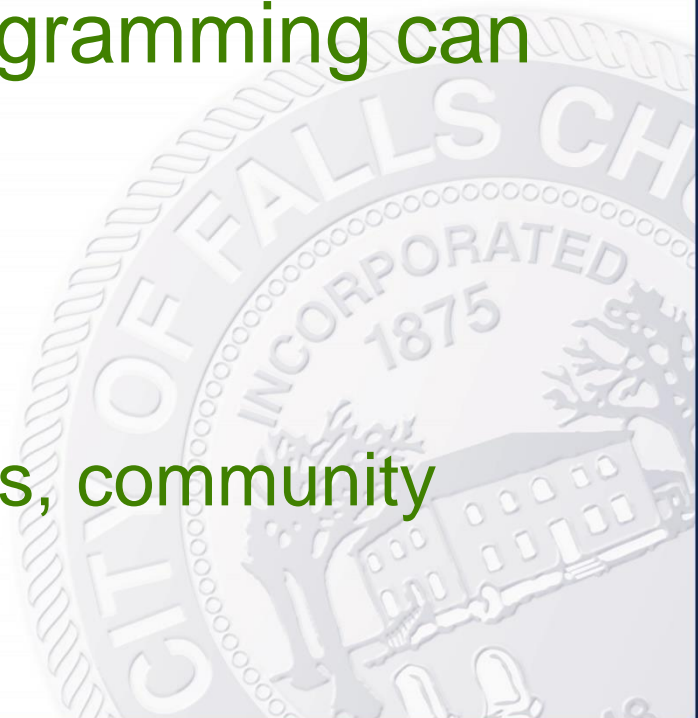 gramming can
CITY OF FALLS CH
INCORPORATED
1875
s, community